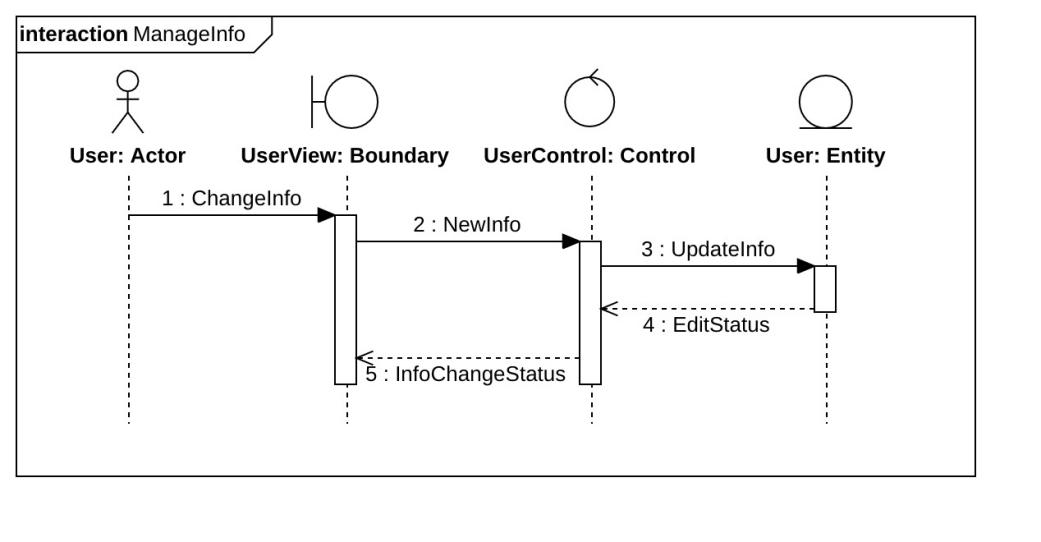 interaction ManageInfo
User: Actor
UserView: Boundary
UserControl: Control
User: Entity
1 : ChangeInfo
2 : NewInfo
3 : UpdateInfo
4 : EditStatus
5 : InfoChangeStatus